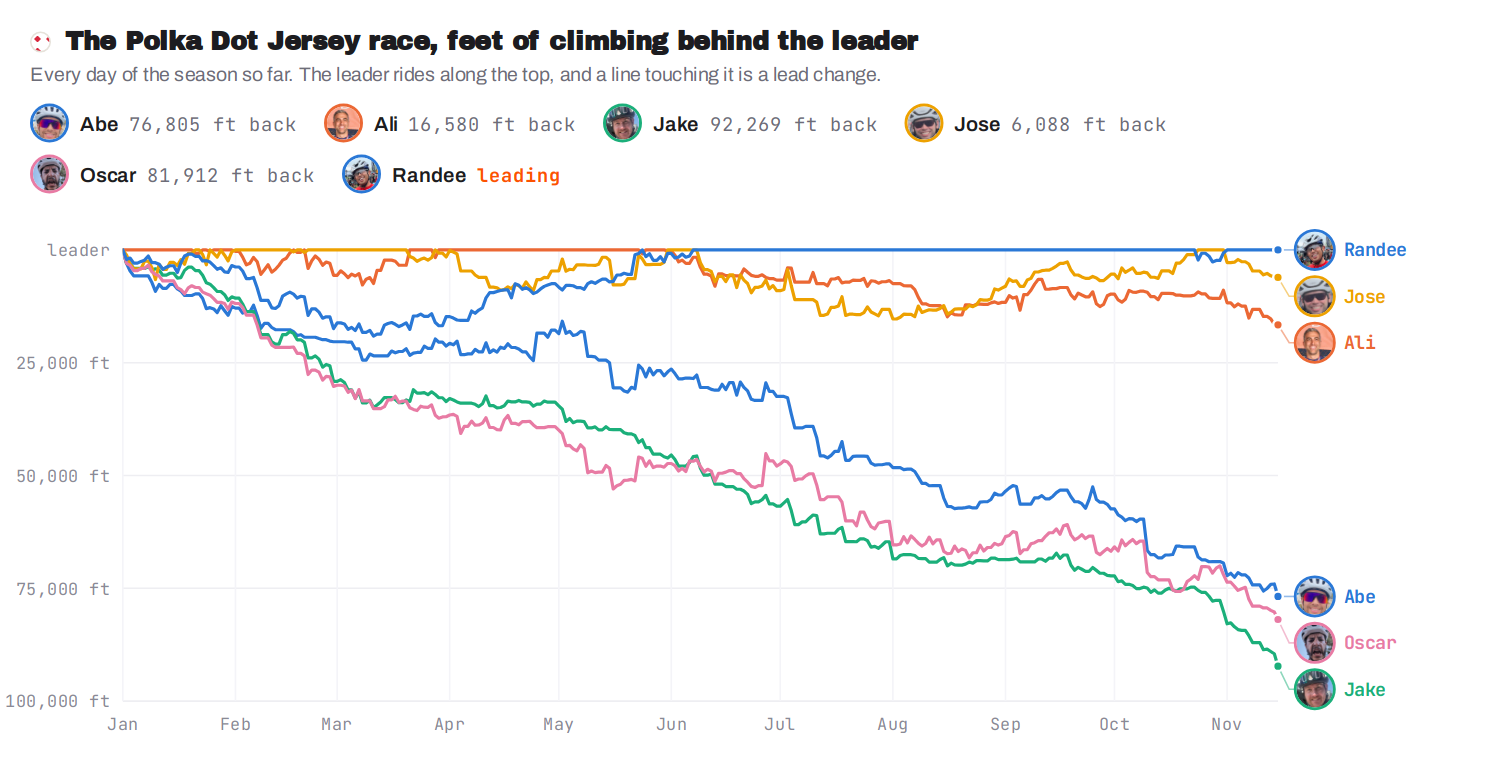 The Polka Dot Jersey race, feet of climbing behind the leader
Every day of the season so far. The leader rides along the top, and a line touching it is a lead change.
Abe 76,805 ft back Ali 16,580 ft back Jake 92,269 ft back Jose 6,088 ft back
Oscar 81,912 ft back Randee leading
leader
Randee
Jose
Ali
25,000 ft
50,000 ft
75,000 ft
Abe
Oscar
Jake
100,000 ft
Jan Feb Mar Apr May Jun Jul Aug Sep Oct Nov